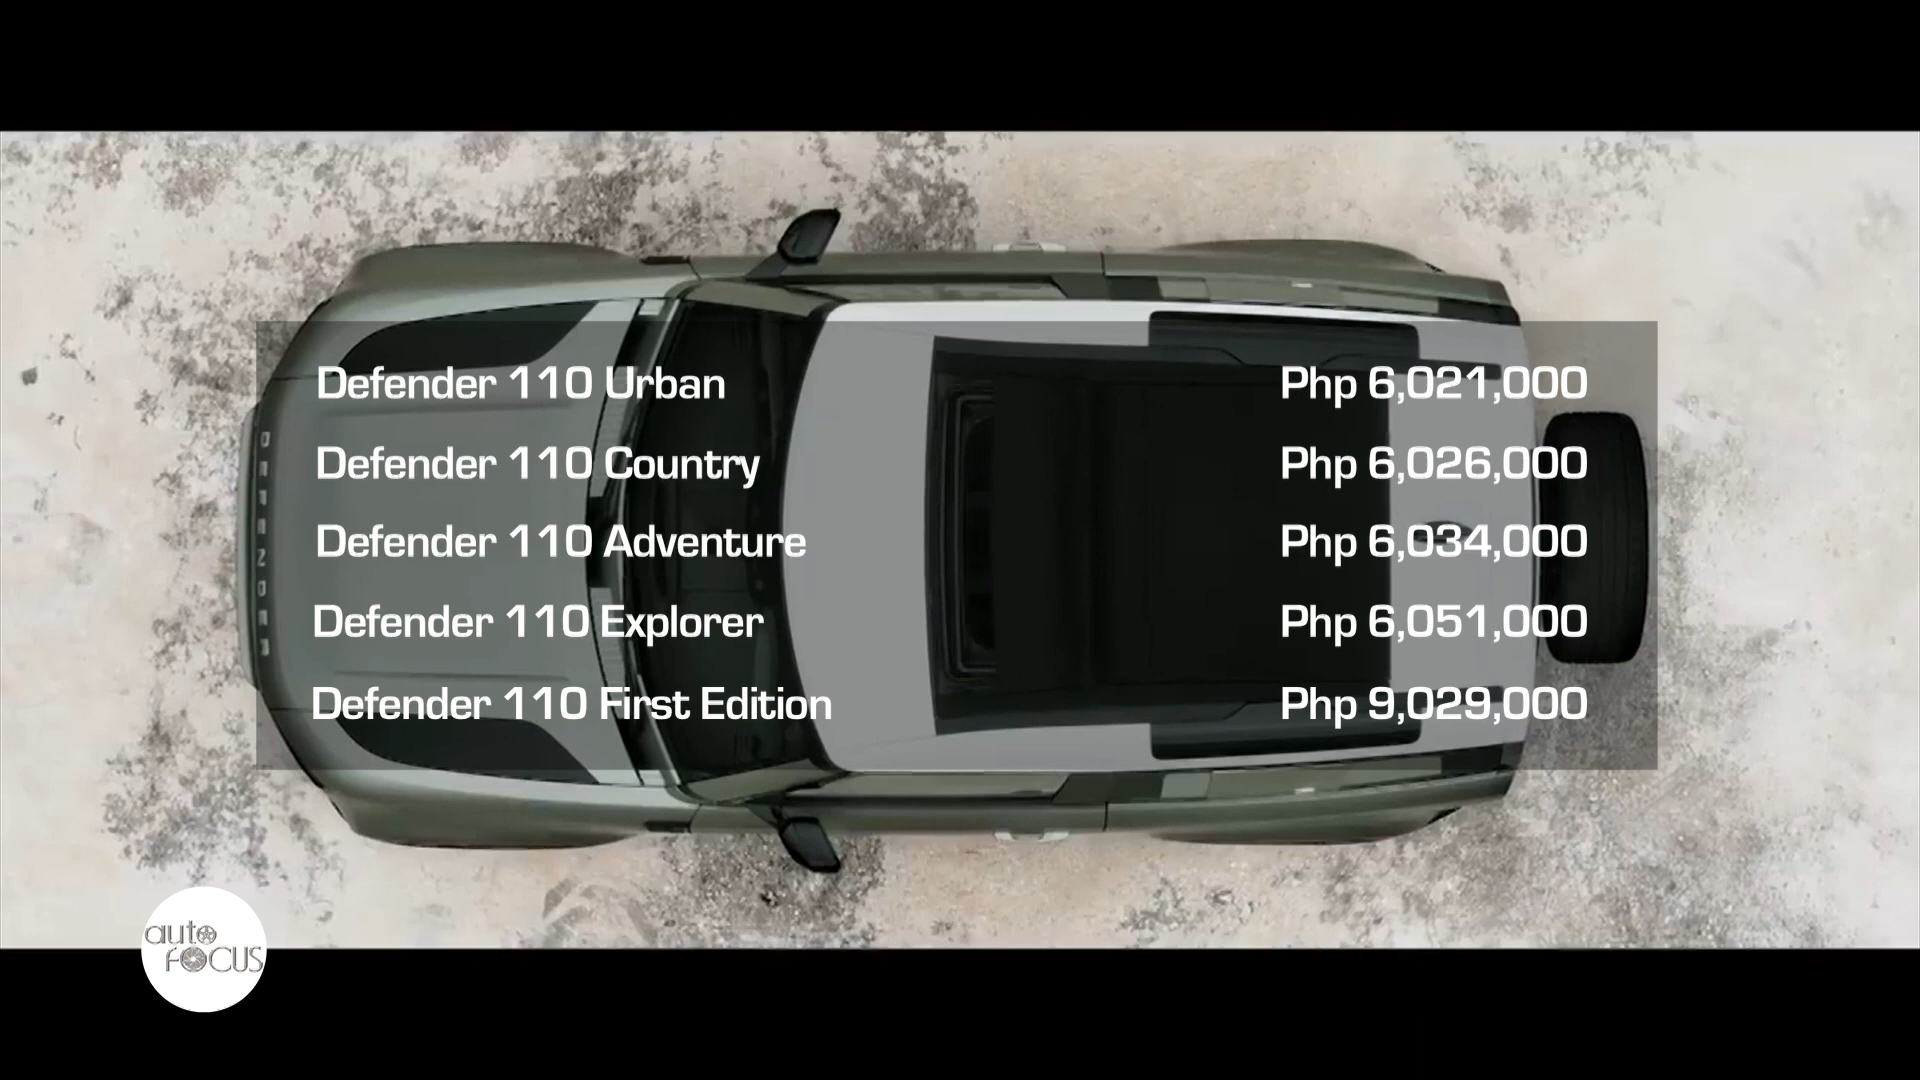 Defender 110 Urban Php 6,021,000
Defender 110 Country Php 6,026,000
Defender 110 Adventure Php 6,034,000
Defender 110 Explorer Php 6,051,000
Defender 110 First Edition Php 9,029,000
DEFENDER
auto
FOCUS